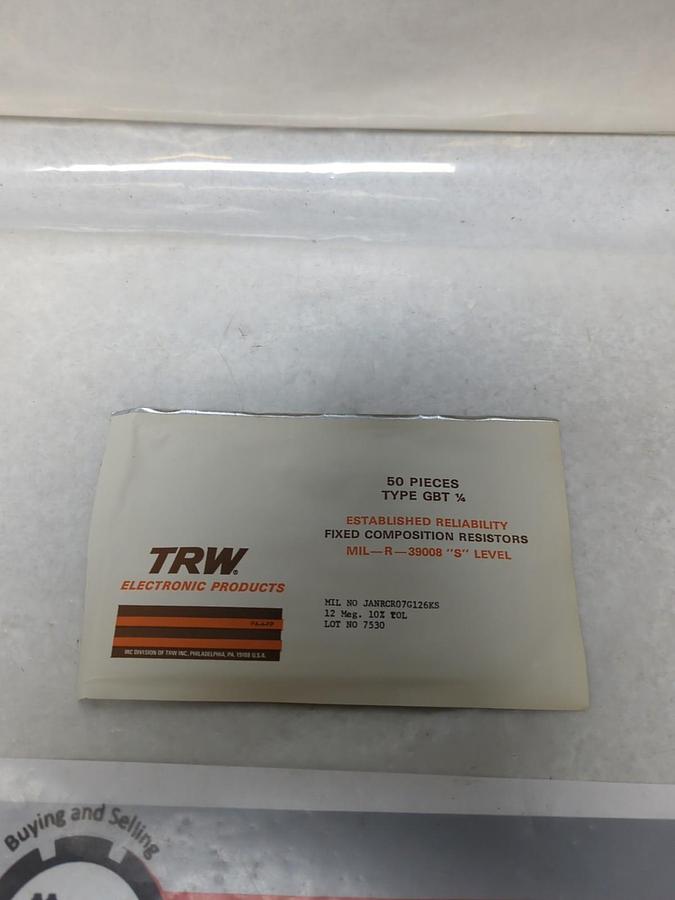 50 PIECES
TYPE GBT ¼
ESTABLISHED RELIABILITY
FIXED COMPOSITION RESISTORS
MIL—R—39008 "S" LEVEL
TRW®
ELECTRONIC PRODUCTS
IRC DIVISION OF TRW INC. PHILADELPHIA, PA. 19108 U.S.A.
MIL NO JANRCR07G126KS
12 Meg. 10% TOL
LOT NO 7530
Buying and Selling